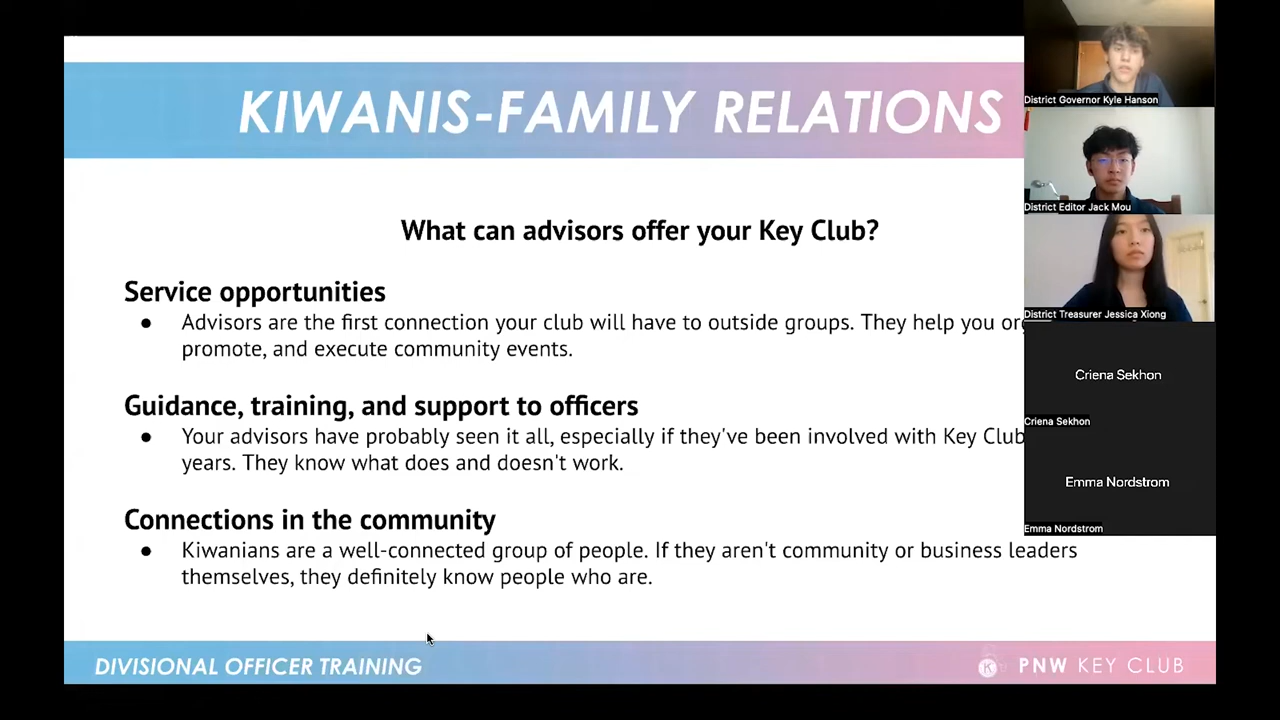 KIWANIS-FAMILY RELATIONS
What can advisors offer your Key Club?
Service opportunities
● Advisors are the first connection your club will have to outside groups. They help you
promote, and execute community events.
Guidance, training, and support to officers
● Your advisors have probably seen it all, especially if they've been involved with Key Club
years. They know what does and doesn't work.
Connections in the community
● Kiwanians are a well-connected group of people. If they aren't community or business leaders
themselves, they definitely know people who are.
DIVISIONAL OFFICER TRAINING
K PNW KEY CLUB
District Governor Kyle Hanson
District Editor Jack Mou
District Treasurer Jessica Xiong
Criena Sekhon
Criena Sekhon
Emma Nordstrom
Emma Nordstrom